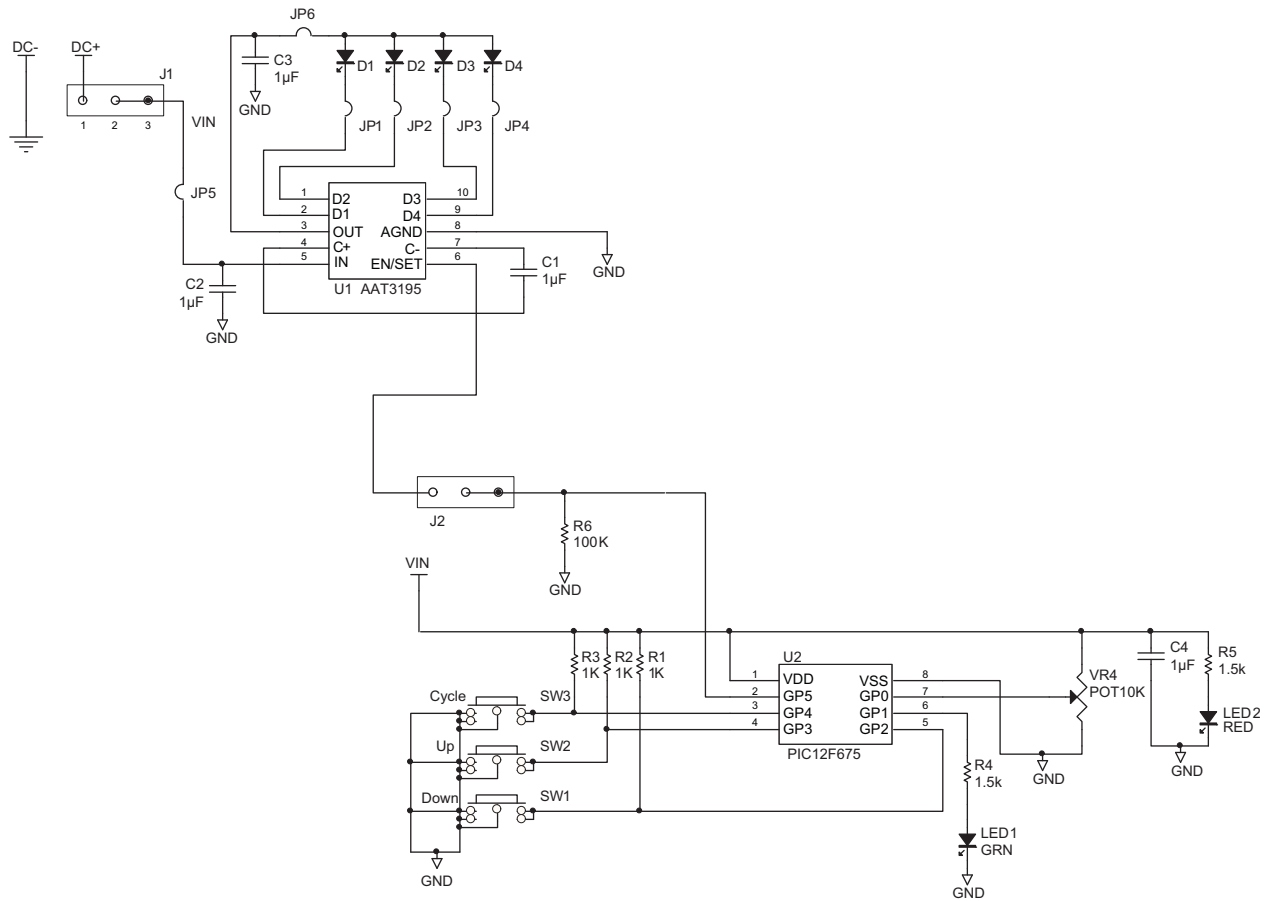 JP6
DC-
DC+
J1
1 2 3
VIN
C3
1µF
GND
D1
D2
D3
D4
JP1
JP2
JP3
JP4
JP5
1 D2 D3 10
2 D1 D4 9
3 OUT AGND 8
4 C+ C- 7
5 IN EN/SET 6
U1 AAT3195
C2
1µF
GND
C1
1µF
GND
J2
R6
100K
GND
VIN
R3
1K
R2
1K
R1
1K
U2
1 VDD VSS 8
2 GP5 GP0 7
3 GP4 GP1 6
4 GP3 GP2 5
PIC12F675
Cycle
SW3
Up
SW2
Down
SW1
GND
R4
1.5k
LED1
GRN
GND
VR4
POT10K
GND
C4
1µF
R5
1.5k
LED2
RED
GND